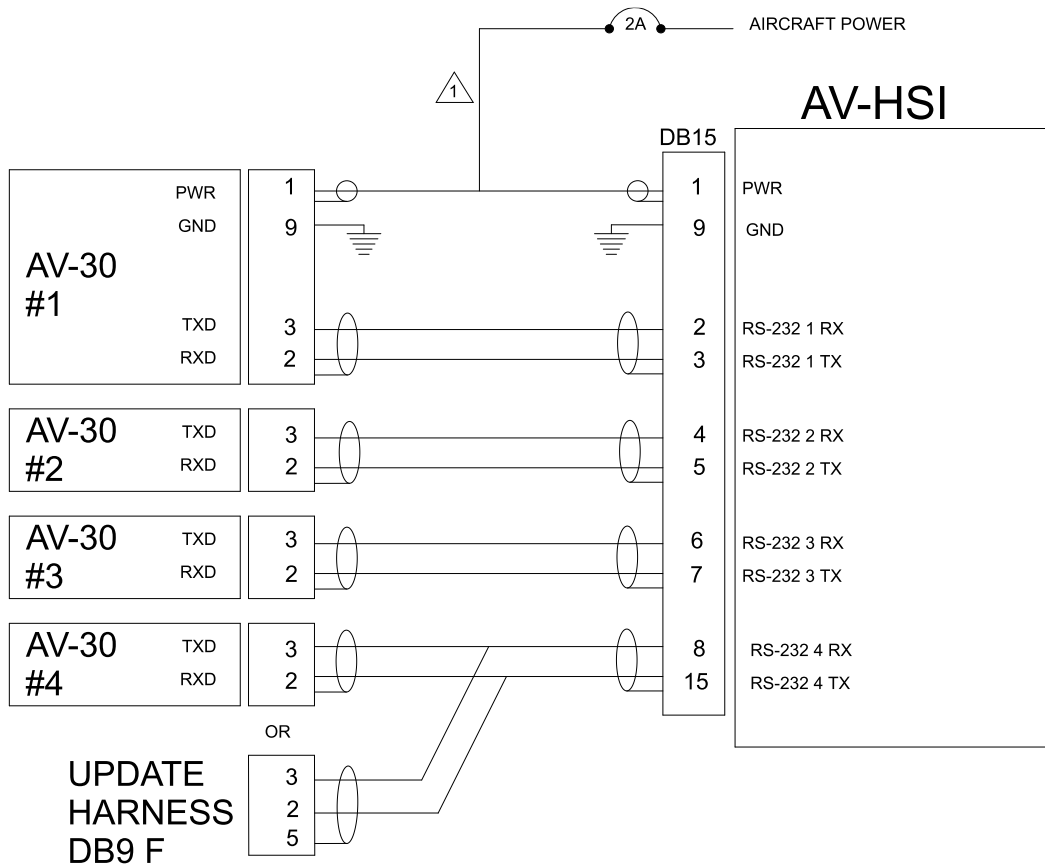 2A AIRCRAFT POWER
1
AV-HSI
DB15
PWR 1 1 PWR
GND 9 9 GND
AV-30
#1
TXD 3 2 RS-232 1 RX
RXD 2 3 RS-232 1 TX
AV-30
#2
TXD 3 4 RS-232 2 RX
RXD 2 5 RS-232 2 TX
AV-30
#3
TXD 3 6 RS-232 3 RX
RXD 2 7 RS-232 3 TX
AV-30
#4
TXD 3 8 RS-232 4 RX
RXD 2 15 RS-232 4 TX
OR
UPDATE
HARNESS
DB9 F
3
2
5